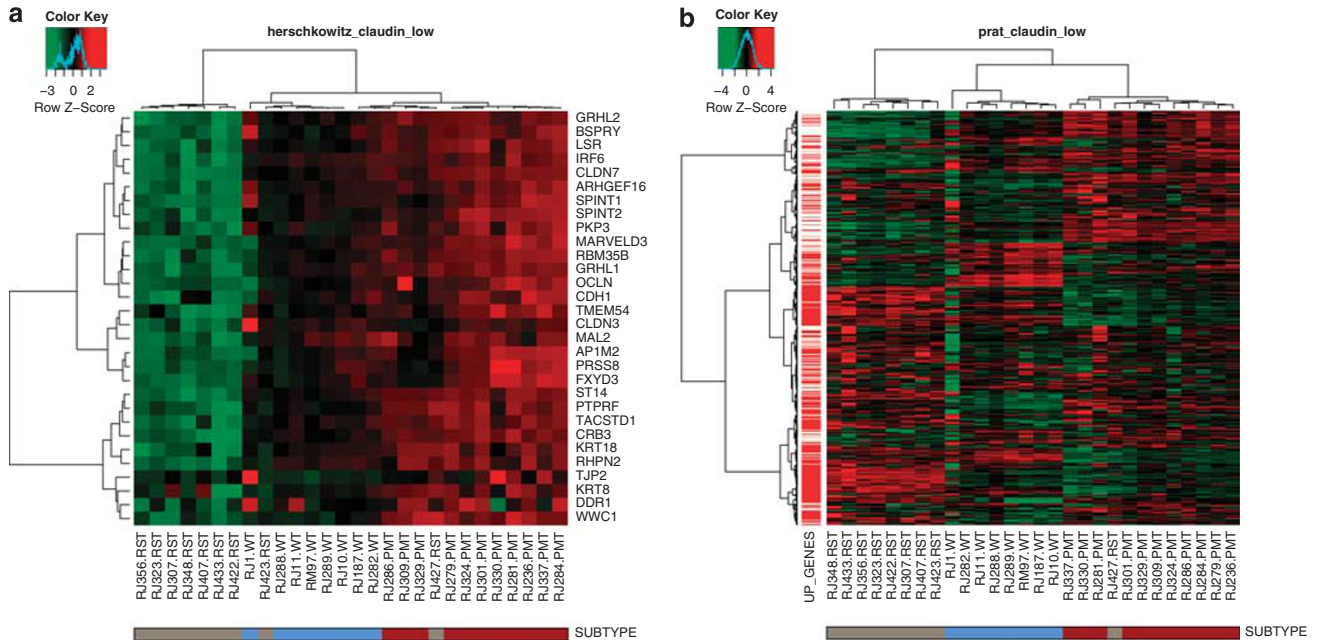 a
Color Key
−3 0 2
Row Z-Score
herschkowitz_claudin_low
GRHL2
BSPRY
LSR
IRF6
CLDN7
ARHGEF16
SPINT1
SPINT2
PKP3
MARVELD3
RBM35B
GRHL1
OCLN
CDH1
TMEM54
CLDN3
MAL2
AP1M2
PRSS8
FXYD3
ST14
PTPRF
TACSTD1
CRB3
KRT18
RHPN2
TJP2
KRT8
DDR1
WWC1
RJ356.RST
RJ323.RST
RJ307.RST
RJ348.RST
RJ407.RST
RJ433.RST
RJ422.RST
RJ1.WT
RJ423.RST
RJ288.WT
RJ11.WT
RM97.WT
RJ289.WT
RJ10.WT
RJ187.WT
RJ282.WT
RJ286.PMT
RJ309.PMT
RJ329.PMT
RJ427.RST
RJ279.PMT
RJ324.PMT
RJ301.PMT
RJ330.PMT
RJ281.PMT
RJ236.PMT
RJ337.PMT
RJ284.PMT
SUBTYPE
b
Color Key
−4 0 4
Row Z-Score
prat_claudin_low
UP_GENES
RJ348.RST
RJ433.RST
RJ356.RST
RJ323.RST
RJ422.RST
RJ307.RST
RJ407.RST
RJ423.RST
RJ1.WT
RJ282.WT
RJ11.WT
RJ288.WT
RJ289.WT
RM97.WT
RJ187.WT
RJ10.WT
RJ337.PMT
RJ330.PMT
RJ281.PMT
RJ427.RST
RJ301.PMT
RJ329.PMT
RJ309.PMT
RJ324.PMT
RJ286.PMT
RJ284.PMT
RJ279.PMT
RJ236.PMT
SUBTYPE